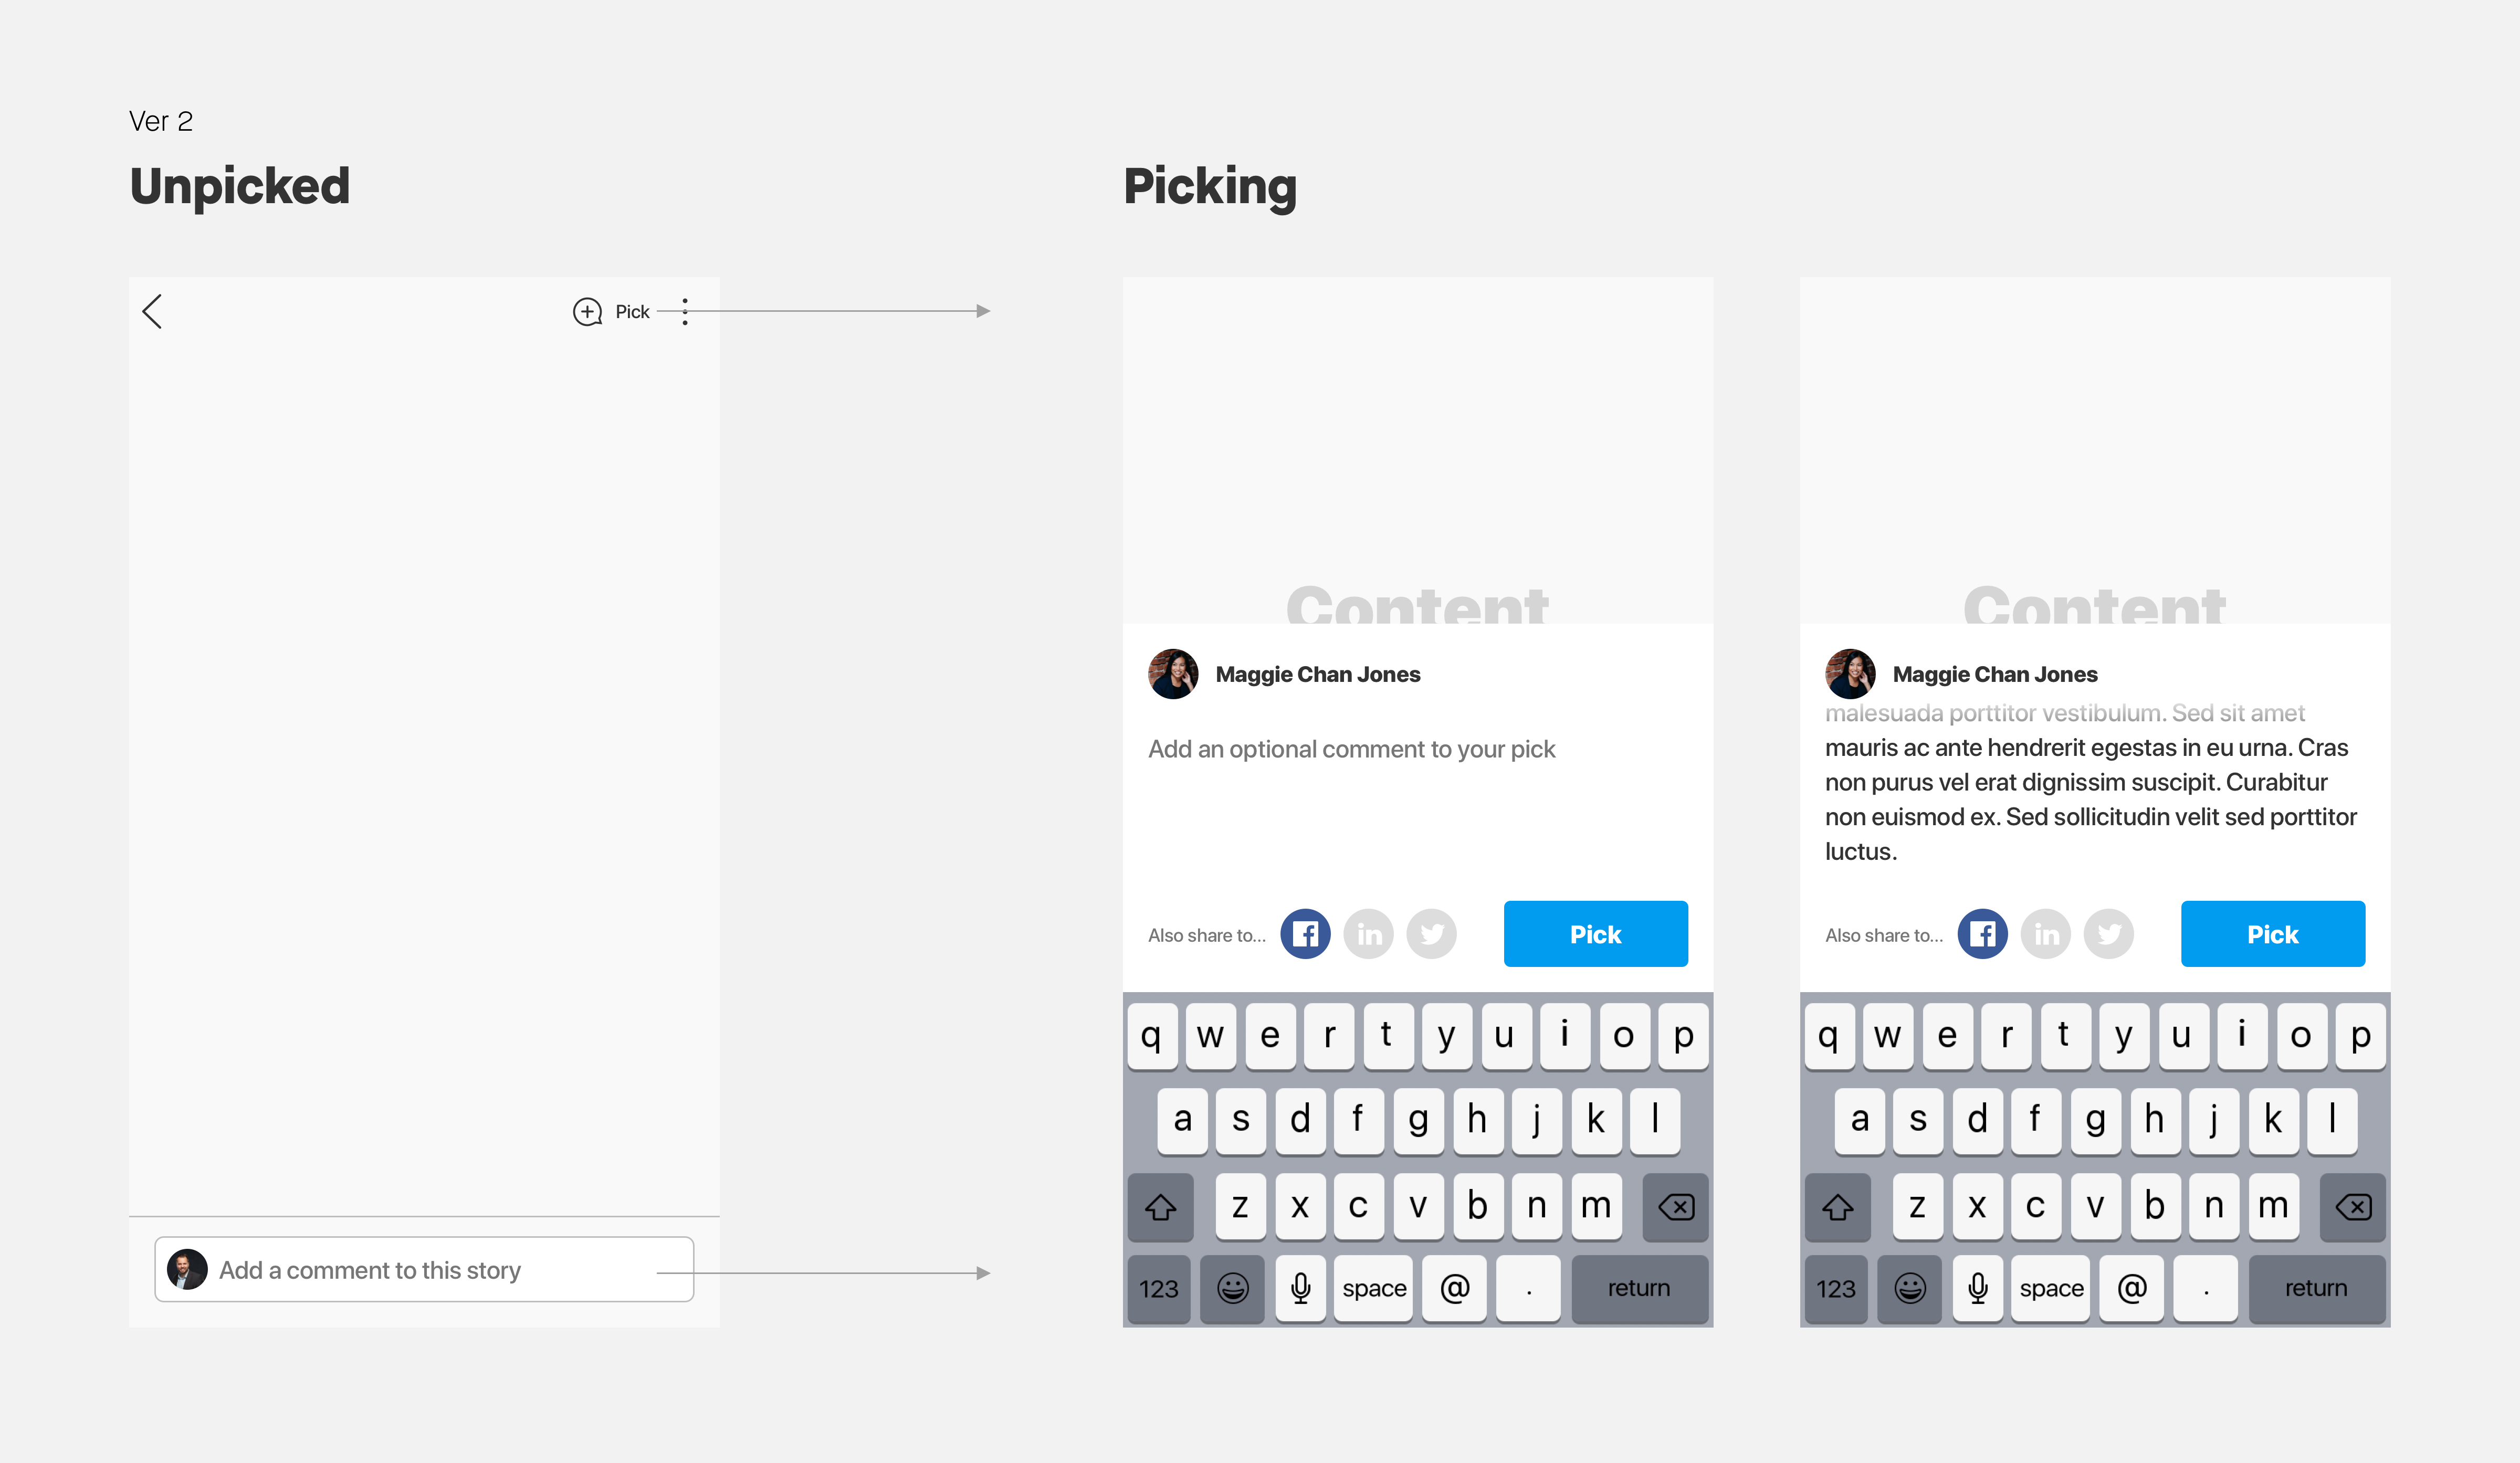 Ver 2
Unpicked
Picking
Pick
Add a comment to this story
Content
Maggie Chan Jones
Add an optional comment to your pick
Also share to...
in
Pick
q w e r t y u i o p
a s d f g h j k l
z x c v b n m
123 space @ . return
Content
Maggie Chan Jones
malesuada porttitor vestibulum. Sed sit amet
mauris ac ante hendrerit egestas in eu urna. Cras
non purus vel erat dignissim suscipit. Curabitur
non euismod ex. Sed sollicitudin velit sed porttitor
luctus.
Also share to...
in
Pick
q w e r t y u i o p
a s d f g h j k l
z x c v b n m
123 space @ . return